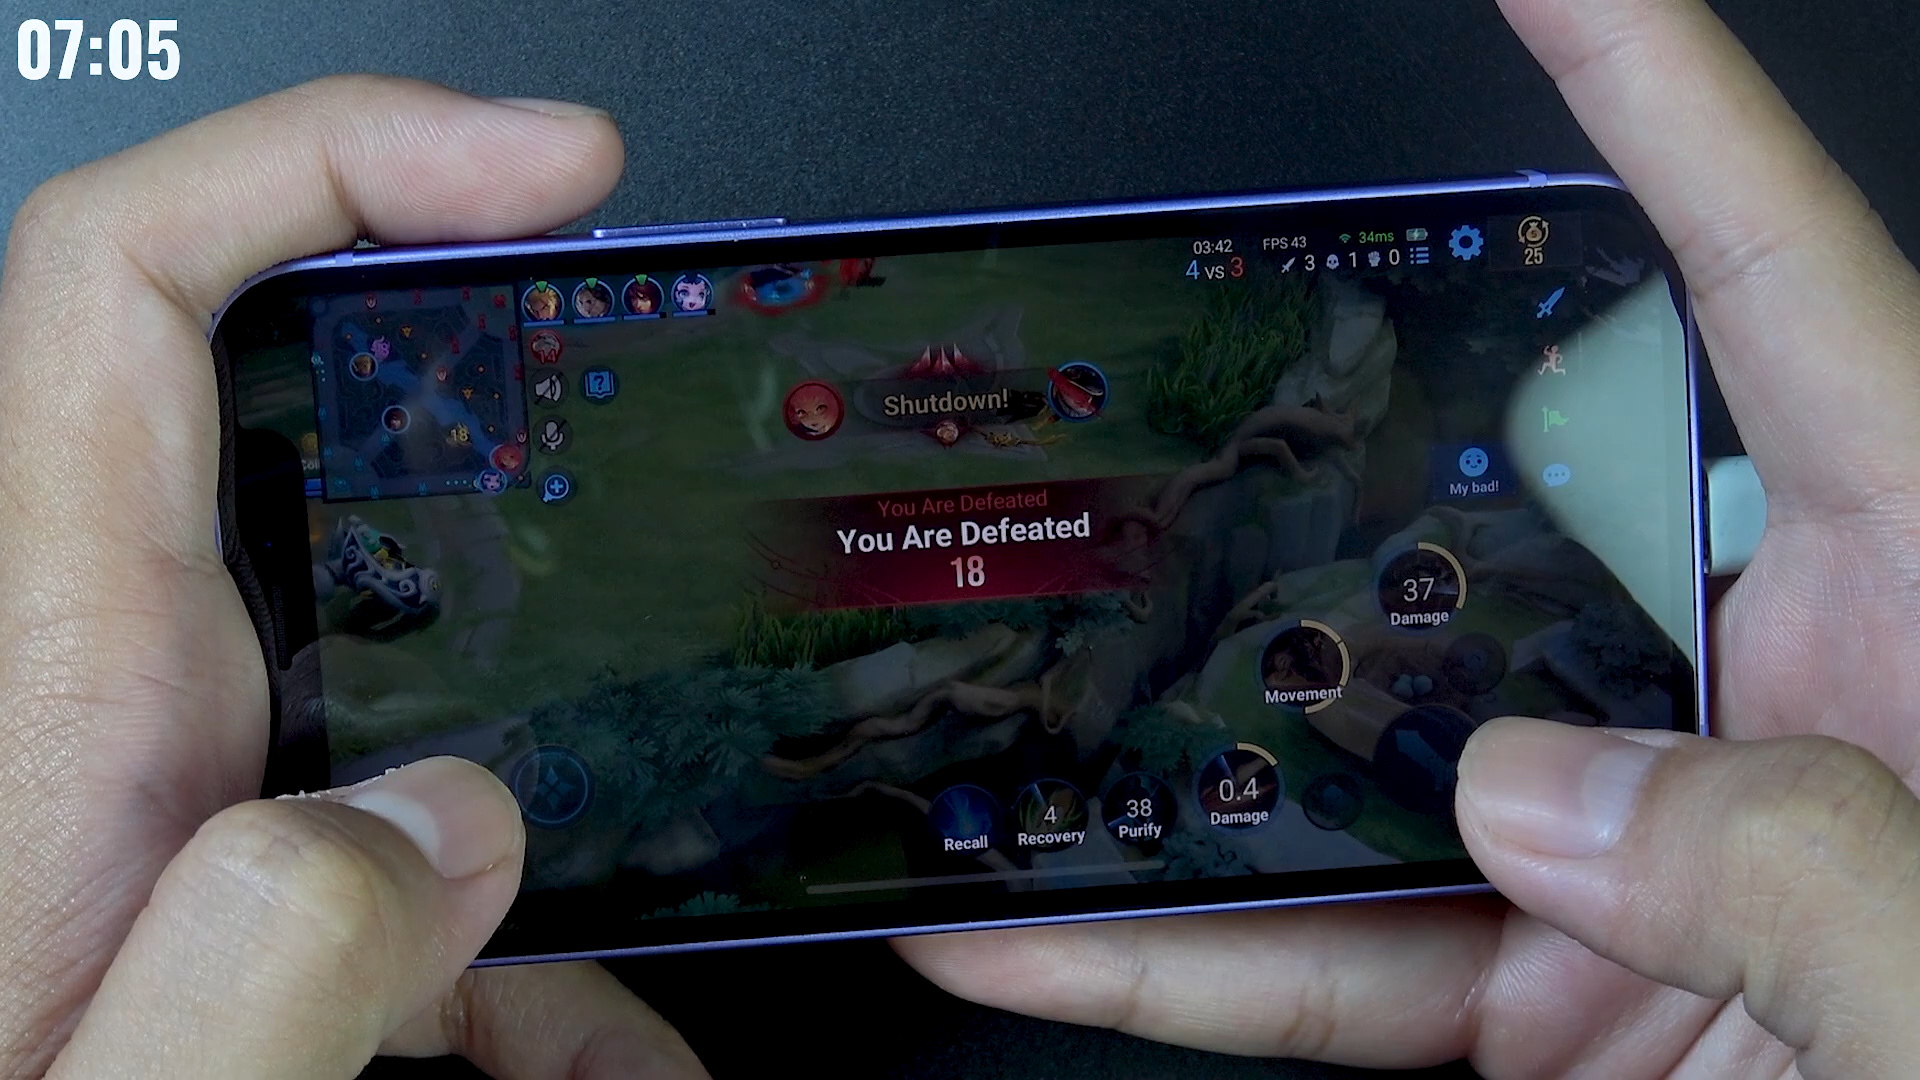 07:05
03:42
FPS 43
34ms
4 VS 3
3
1
0
25
14
18
Shutdown!
You Are Defeated
You Are Defeated
18
My bad!
37
Damage
Movement
0.4
Damage
38
Purify
4
Recovery
Recall